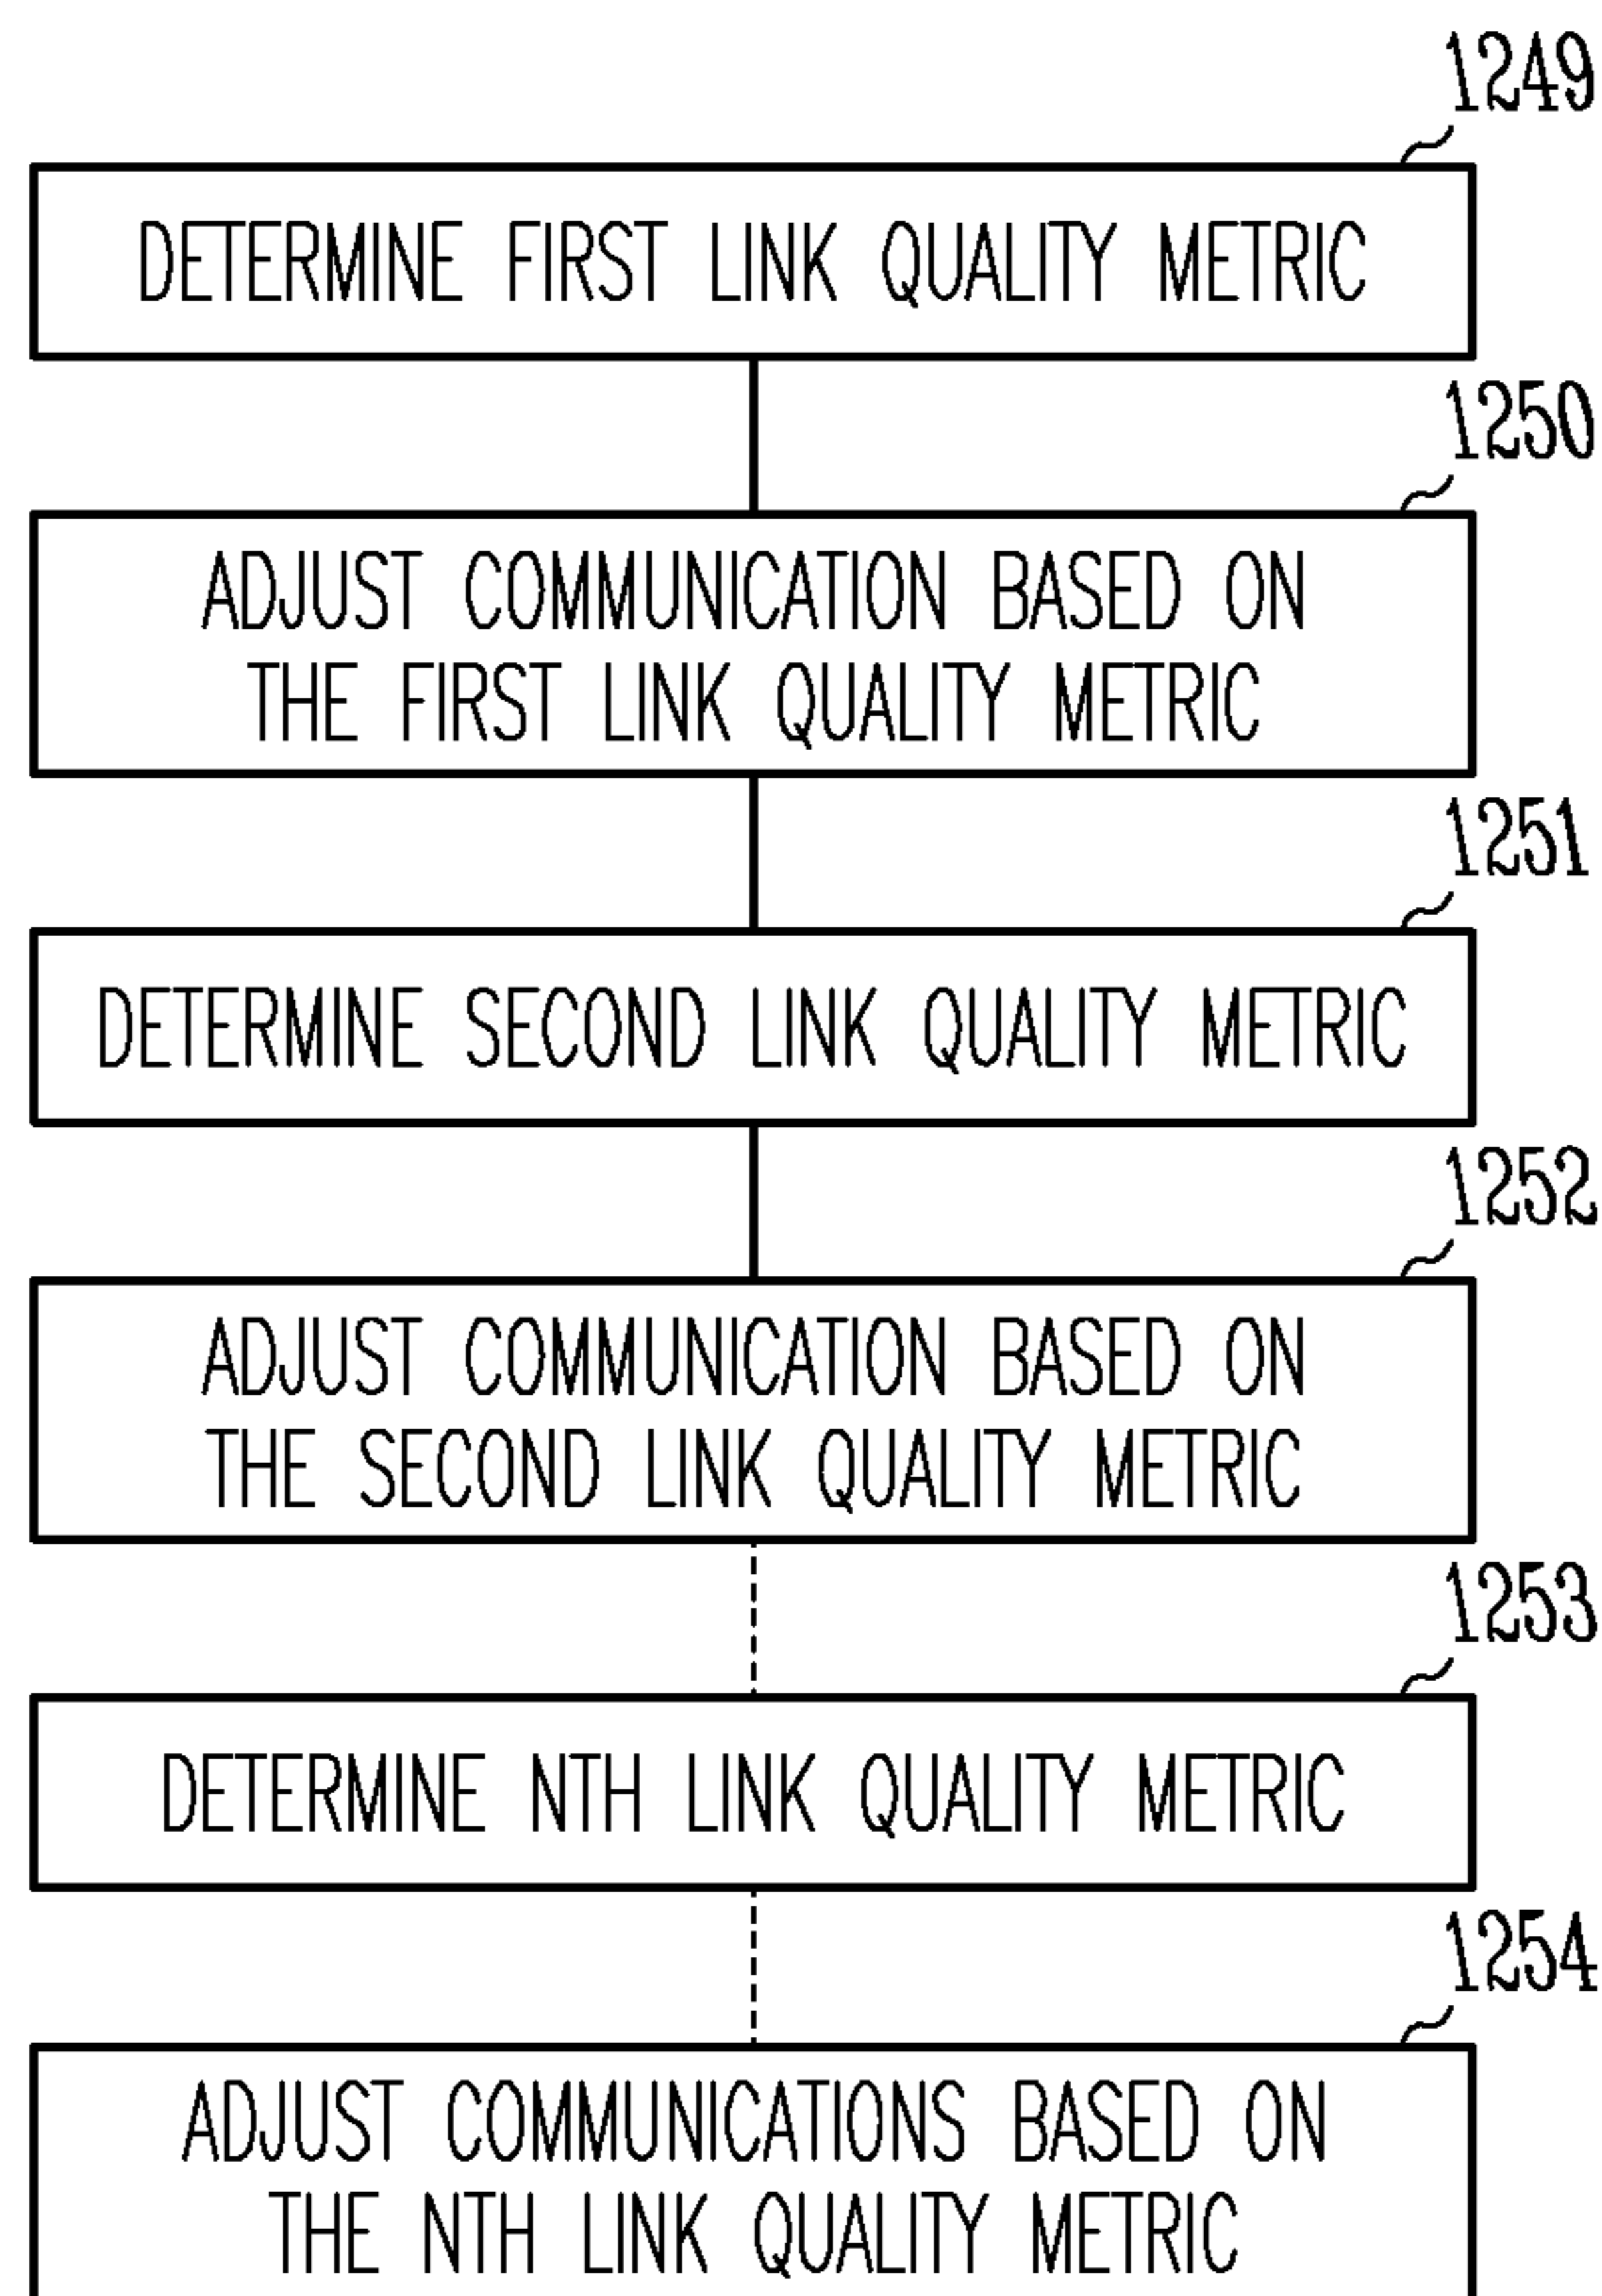 1249
DETERMINE FIRST LINK QUALITY METRIC
1250
ADJUST COMMUNICATION BASED ON
THE FIRST LINK QUALITY METRIC
1251
DETERMINE SECOND LINK QUALITY METRIC
1252
ADJUST COMMUNICATION BASED ON
THE SECOND LINK QUALITY METRIC
1253
DETERMINE NTH LINK QUALITY METRIC
1254
ADJUST COMMUNICATIONS BASED ON
THE NTH LINK QUALITY METRIC